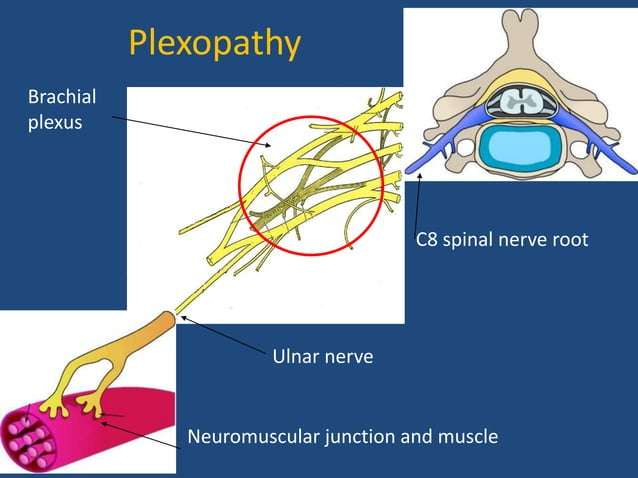 Plexopathy
Brachial
plexus
C8 spinal nerve root
Ulnar nerve
Neuromuscular junction and muscle